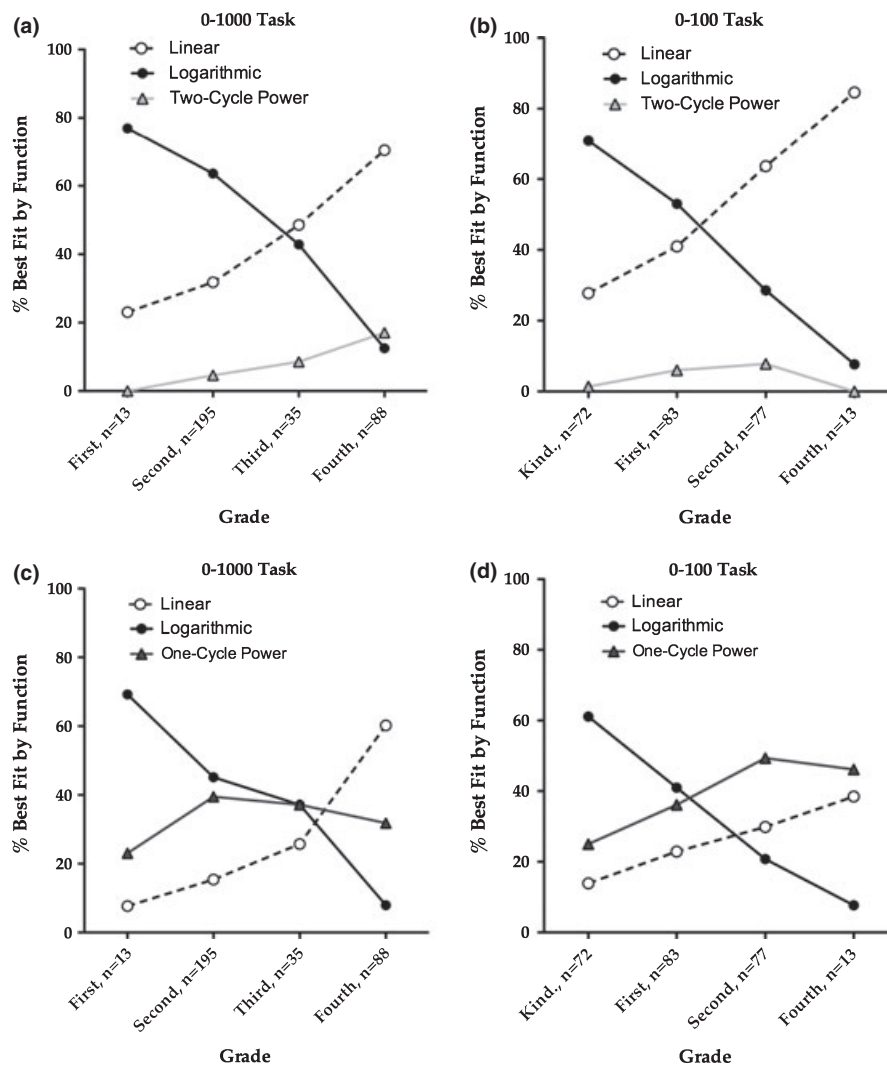 (a)
0-1000 Task
Linear
Logarithmic
Two-Cycle Power
% Best Fit by Function
100
80
60
40
20
0
First, n=13
Second, n=195
Third, n=35
Fourth, n=88
Grade
(b)
0-100 Task
Linear
Logarithmic
Two-Cycle Power
% Best Fit by Function
100
80
60
40
20
0
Kind., n=72
First, n=83
Second, n=77
Fourth, n=13
Grade
(c)
0-1000 Task
Linear
Logarithmic
One-Cycle Power
% Best Fit by Function
100
80
60
40
20
0
First, n=13
Second, n=195
Third, n=35
Fourth, n=88
Grade
(d)
0-100 Task
Linear
Logarithmic
One-Cycle Power
% Best Fit by Function
100
80
60
40
20
0
Kind., n=72
First, n=83
Second, n=77
Fourth, n=13
Grade